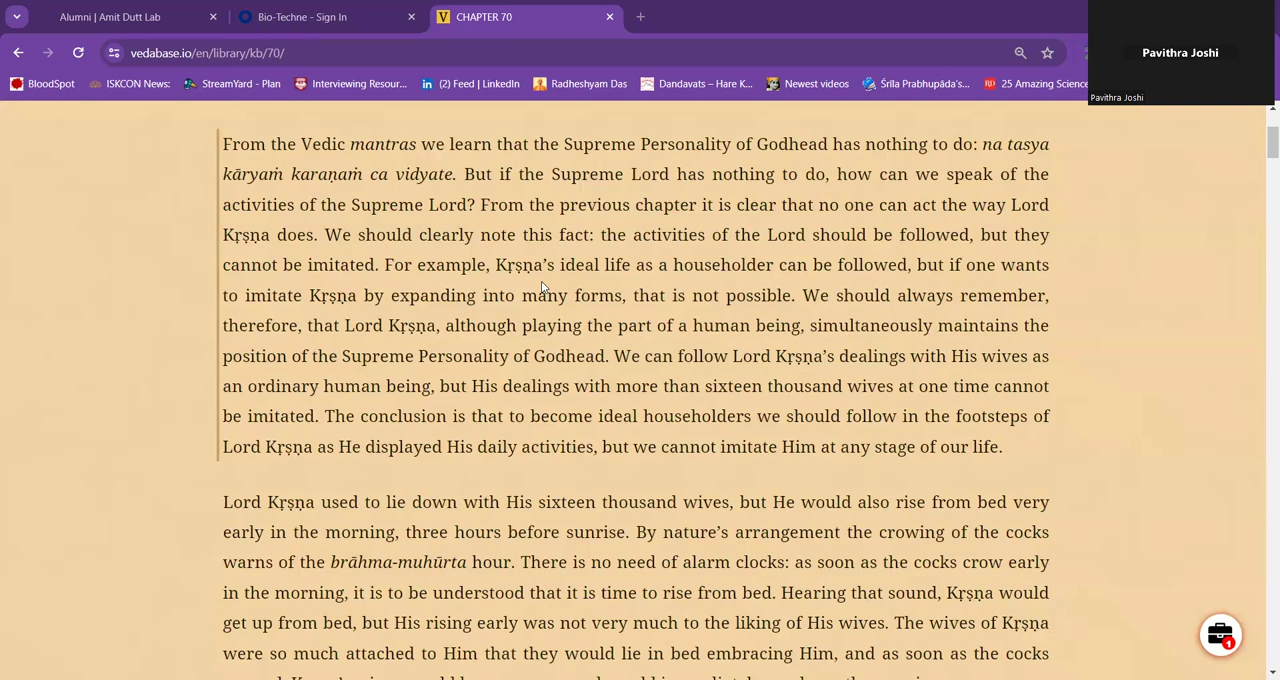 Alumni | Amit Dutt Lab
Bio-Techne - Sign In
CHAPTER 70
vedabase.io/en/library/kb/70/
Pavithra Joshi
Pavithra Joshi
BloodSpot
ISKCON News:
StreamYard - Plan
Interviewing Resour...
(2) Feed | LinkedIn
Radheshyam Das
Dandavats – Hare K...
Newest videos
Śrīla Prabhupāda's...
25 Amazing Science
From the Vedic mantras we learn that the Supreme Personality of Godhead has nothing to do: na tasya
kāryaṁ karaṇaṁ ca vidyate. But if the Supreme Lord has nothing to do, how can we speak of the
activities of the Supreme Lord? From the previous chapter it is clear that no one can act the way Lord
Kṛṣṇa does. We should clearly note this fact: the activities of the Lord should be followed, but they
cannot be imitated. For example, Kṛṣṇa’s ideal life as a householder can be followed, but if one wants
to imitate Kṛṣṇa by expanding into many forms, that is not possible. We should always remember,
therefore, that Lord Kṛṣṇa, although playing the part of a human being, simultaneously maintains the
position of the Supreme Personality of Godhead. We can follow Lord Kṛṣṇa’s dealings with His wives as
an ordinary human being, but His dealings with more than sixteen thousand wives at one time cannot
be imitated. The conclusion is that to become ideal householders we should follow in the footsteps of
Lord Kṛṣṇa as He displayed His daily activities, but we cannot imitate Him at any stage of our life.
Lord Kṛṣṇa used to lie down with His sixteen thousand wives, but He would also rise from bed very
early in the morning, three hours before sunrise. By nature’s arrangement the crowing of the cocks
warns of the brāhma-muhūrta hour. There is no need of alarm clocks: as soon as the cocks crow early
in the morning, it is to be understood that it is time to rise from bed. Hearing that sound, Kṛṣṇa would
get up from bed, but His rising early was not very much to the liking of His wives. The wives of Kṛṣṇa
were so much attached to Him that they would lie in bed embracing Him, and as soon as the cocks
1